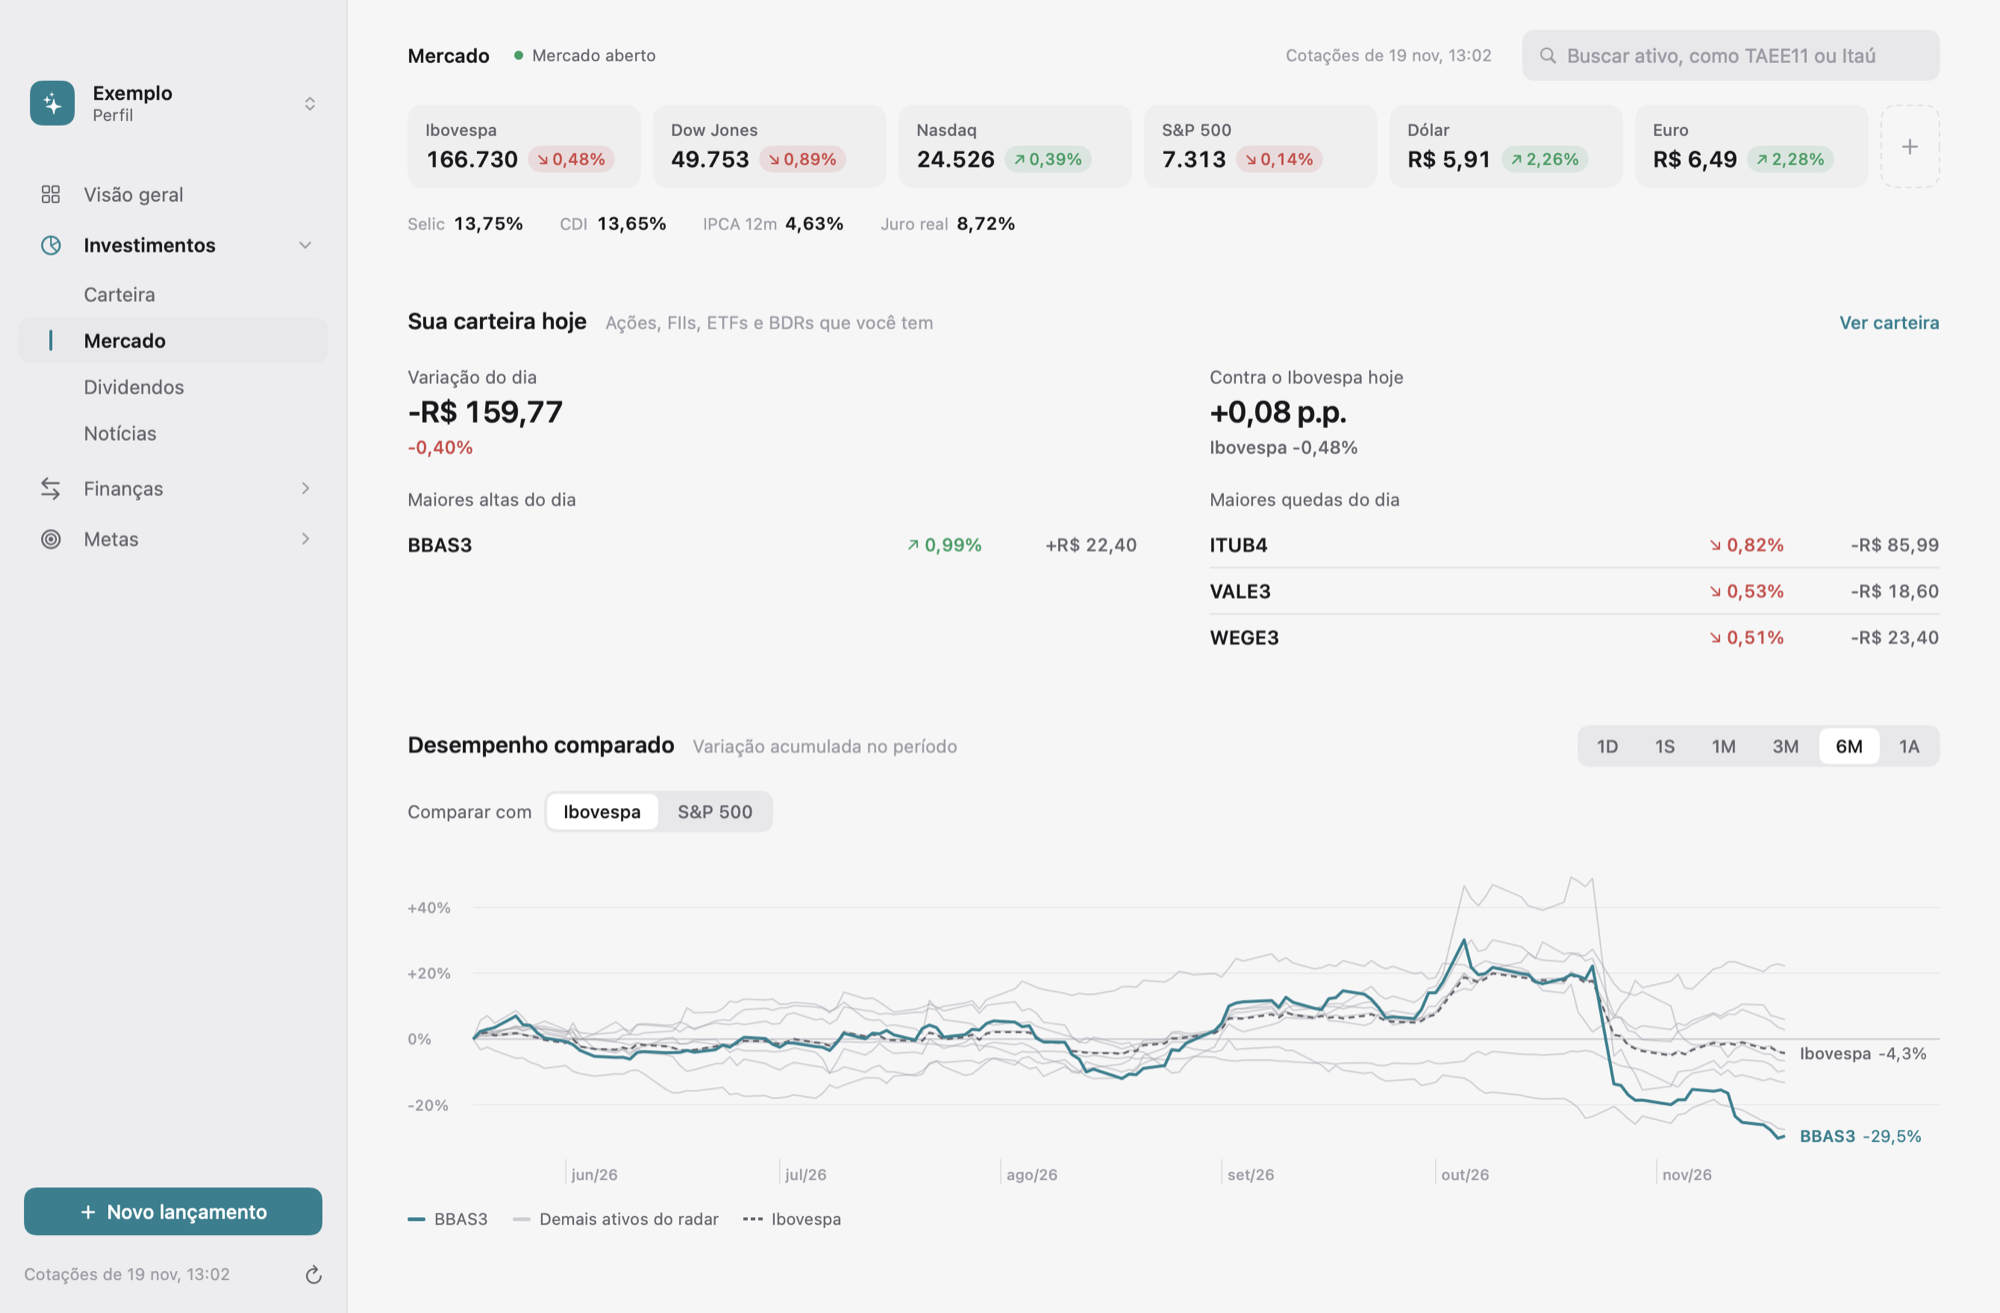 Exemplo
Perfil
Visão geral
Investimentos
Carteira
Mercado
Dividendos
Notícias
Finanças
Metas
+ Novo lançamento
Cotações de 19 nov, 13:02
Mercado
Mercado aberto
Cotações de 19 nov, 13:02
Buscar ativo, como TAEE11 ou Itaú
Ibovespa
166.730 ↘ 0,48%
Dow Jones
49.753 ↘ 0,89%
Nasdaq
24.526 ↗ 0,39%
S&P 500
7.313 ↘ 0,14%
Dólar
R$ 5,91 ↗ 2,26%
Euro
R$ 6,49 ↗ 2,28%
+
Selic 13,75% CDI 13,65% IPCA 12m 4,63% Juro real 8,72%
Sua carteira hoje Ações, FIIs, ETFs e BDRs que você tem
Ver carteira
Variação do dia
-R$ 159,77
-0,40%
Contra o Ibovespa hoje
+0,08 p.p.
Ibovespa -0,48%
Maiores altas do dia
BBAS3 ↗ 0,99% +R$ 22,40
Maiores quedas do dia
ITUB4 ↘ 0,82% -R$ 85,99
VALE3 ↘ 0,53% -R$ 18,60
WEGE3 ↘ 0,51% -R$ 23,40
Desempenho comparado Variação acumulada no período
1D 1S 1M 3M 6M 1A
Comparar com Ibovespa S&P 500
+40%
+20%
0%
-20%
Ibovespa -4,3%
BBAS3 -29,5%
jun/26 jul/26 ago/26 set/26 out/26 nov/26
BBAS3 Demais ativos do radar Ibovespa